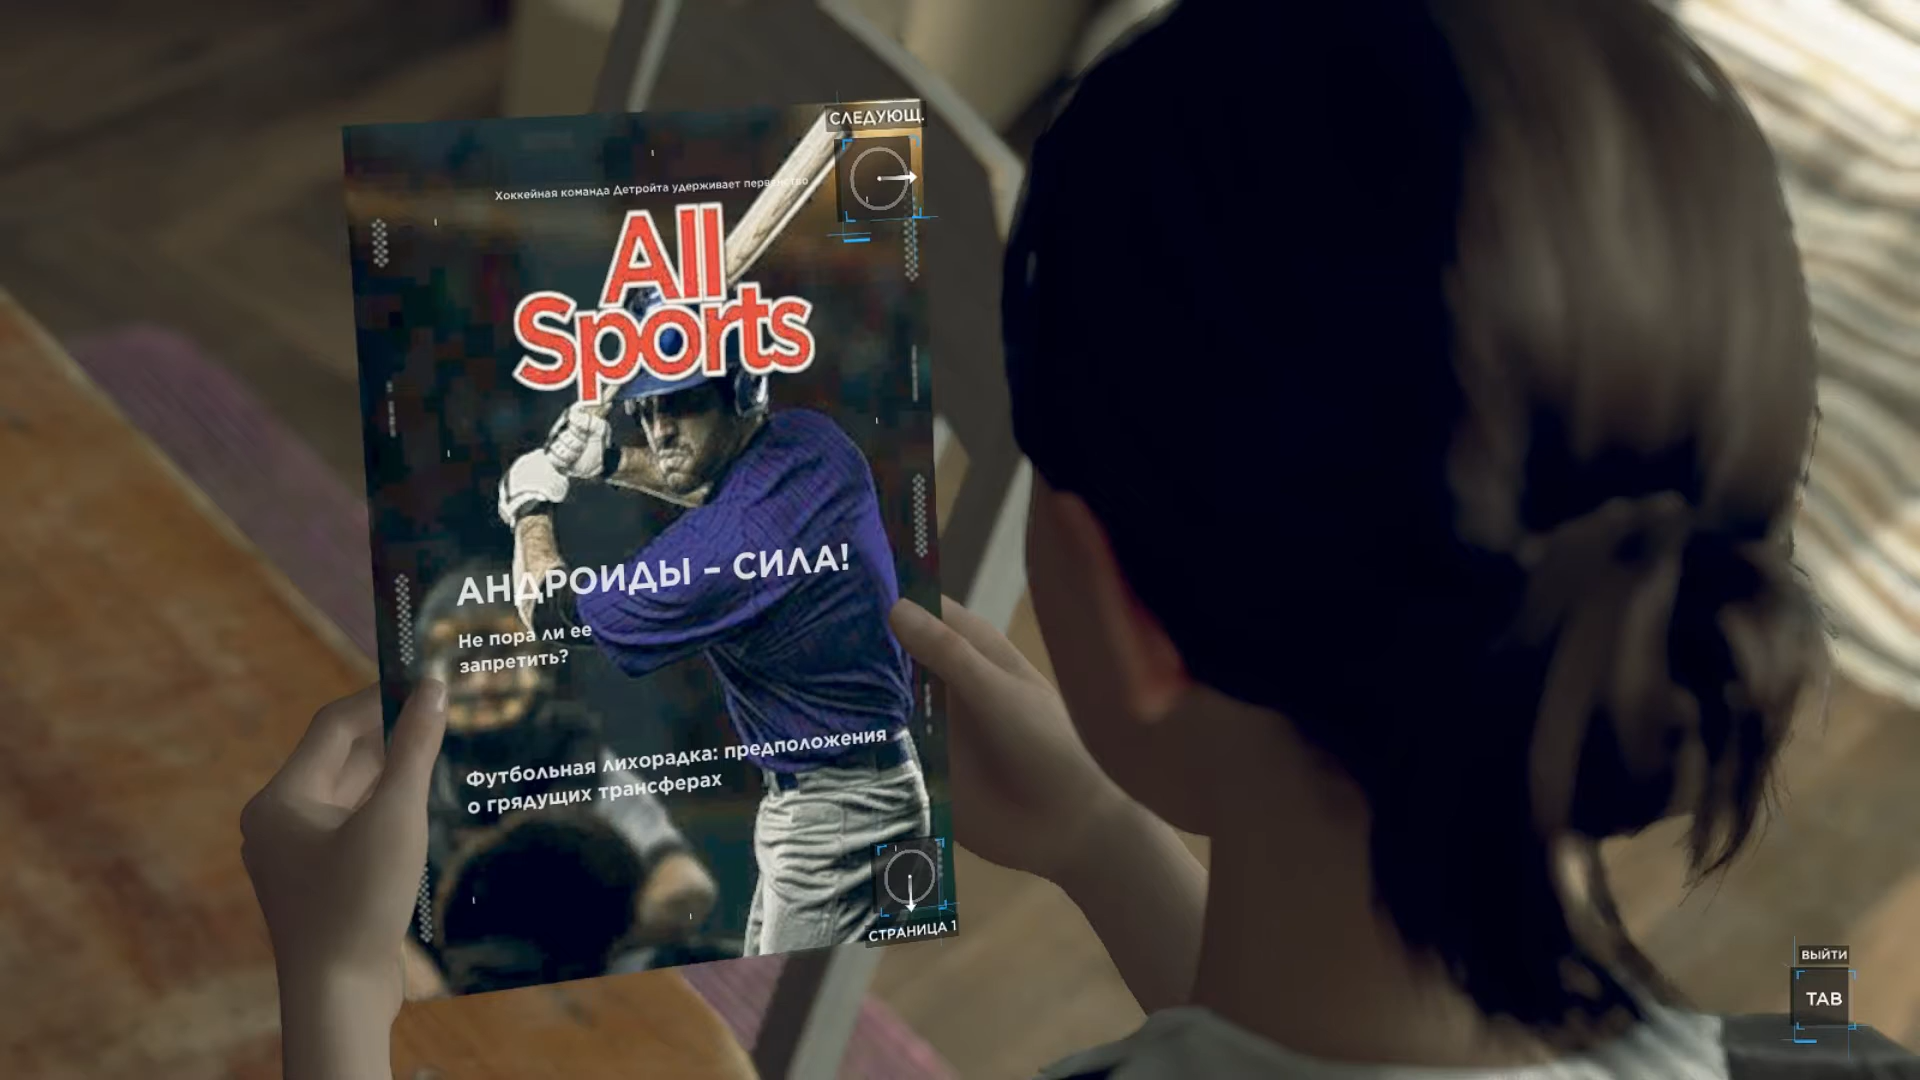 СЛЕДУЮЩ.
Хоккейная команда Детройта удерживает первенство
All
Sports
АНДРОИДЫ – СИЛА!
Не пора ли ее
запретить?
Футбольная лихорадка: предположения
о грядущих трансферах
СТРАНИЦА 1
ВЫЙТИ
TAB